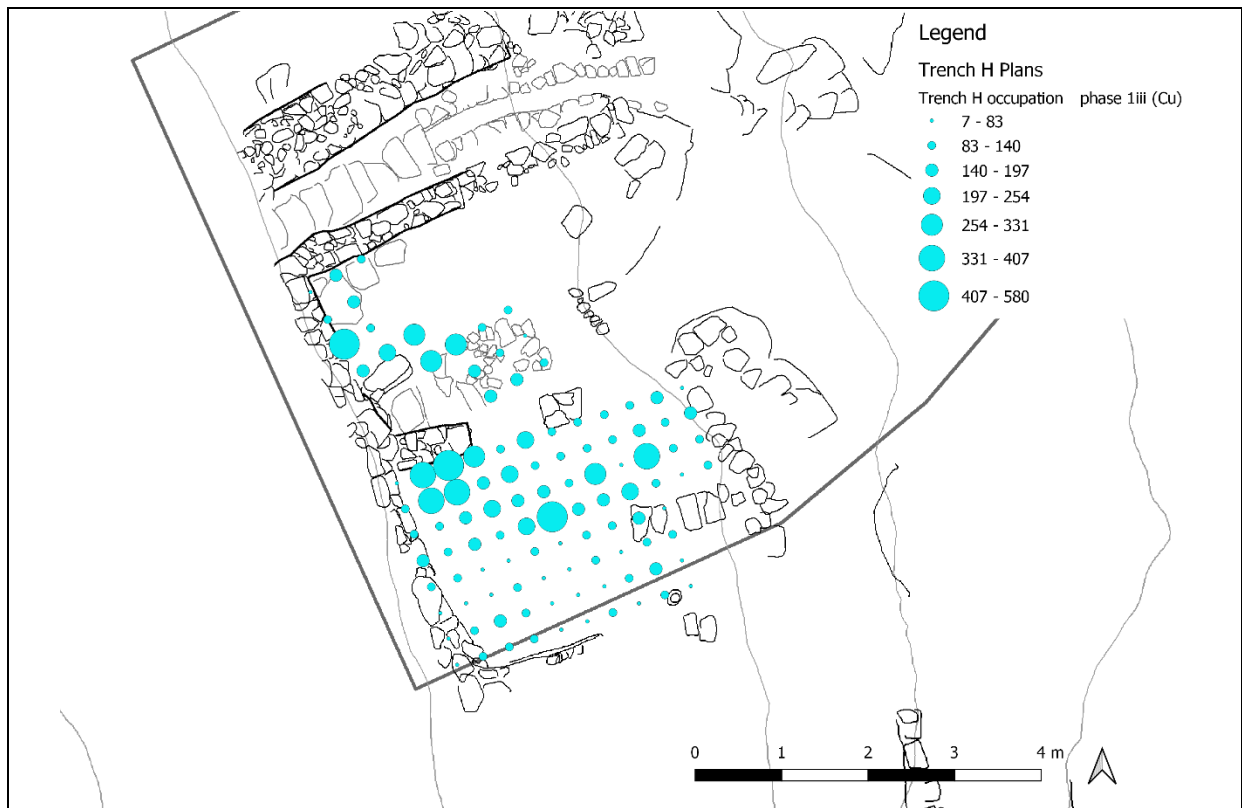 Legend
Trench H Plans
Trench H occupation phase 1iii (Cu)
7 - 83
83 - 140
140 - 197
197 - 254
254 - 331
331 - 407
407 - 580
0 1 2 3 4 m